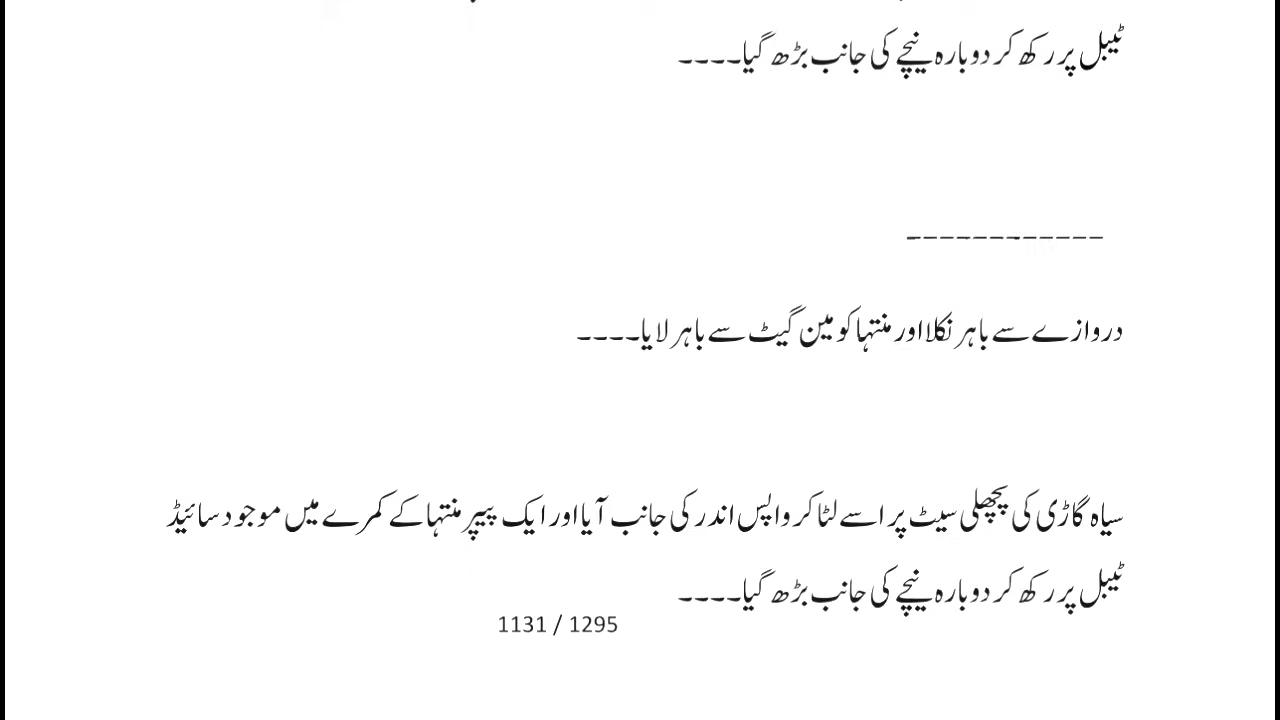 ٹیبل پر رکھ کر دوبارہ نیچے کی جانب بڑھ گیا۔۔۔۔
____________
دروازے سے باہر نکلا اور منتہا کو مین گیٹ سے باہر لایا۔۔۔۔
سیاہ گاڑی کی پچھلی سیٹ پر اسے لٹا کر واپس اندر کی جانب آیا اور ایک پیپر منتہا کے کمرے میں موجود سائیڈ
ٹیبل پر رکھ کر دوبارہ نیچے کی جانب بڑھ گیا۔۔۔۔
1131 / 1295